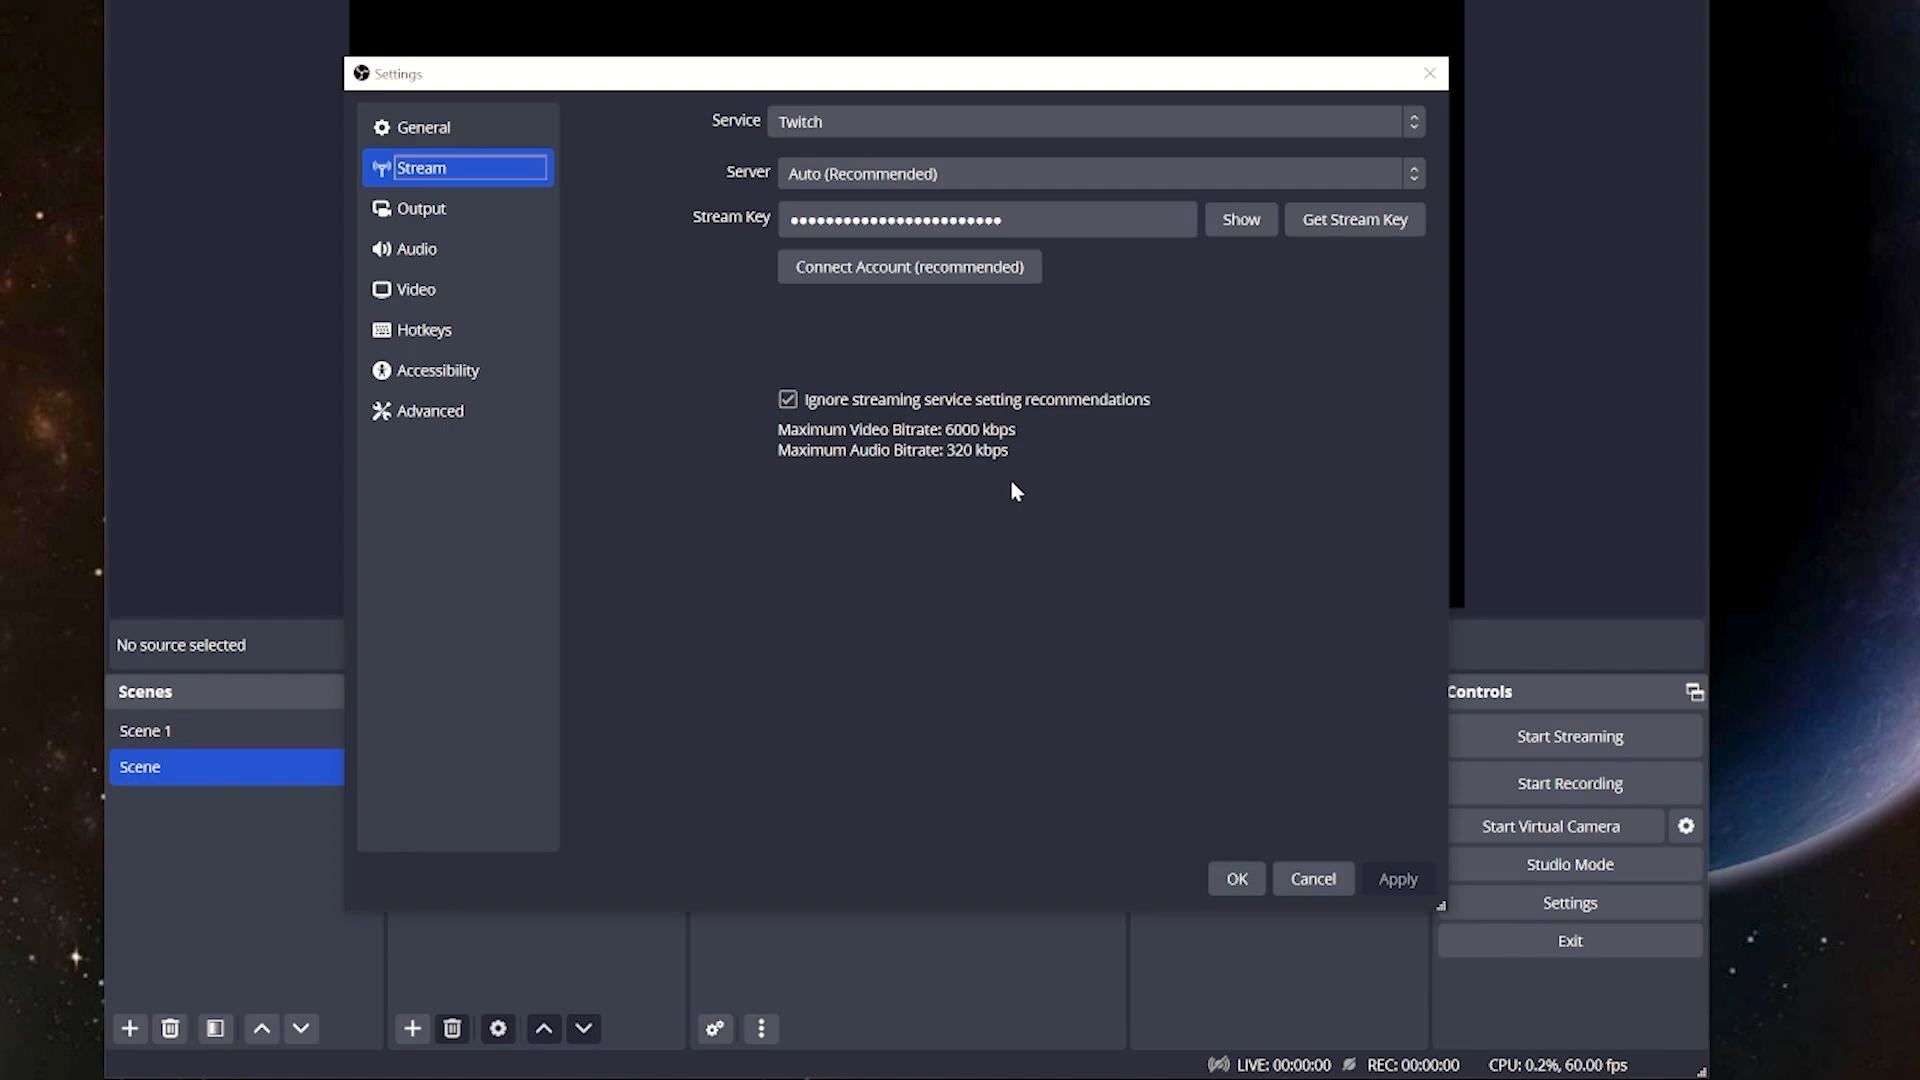 Settings
General
Stream
Output
Audio
Video
Hotkeys
Accessibility
Advanced
Service Twitch
Server Auto (Recommended)
Stream Key ●●●●●●●●●●●●●●●●●●●●●●●● Show Get Stream Key
Connect Account (recommended)
Ignore streaming service setting recommendations
Maximum Video Bitrate: 6000 kbps
Maximum Audio Bitrate: 320 kbps
OK Cancel Apply
No source selected
Scenes
Scene 1
Scene
Controls
Start Streaming
Start Recording
Start Virtual Camera
Studio Mode
Settings
Exit
LIVE: 00:00:00 REC: 00:00:00 CPU: 0.2%, 60.00 fps